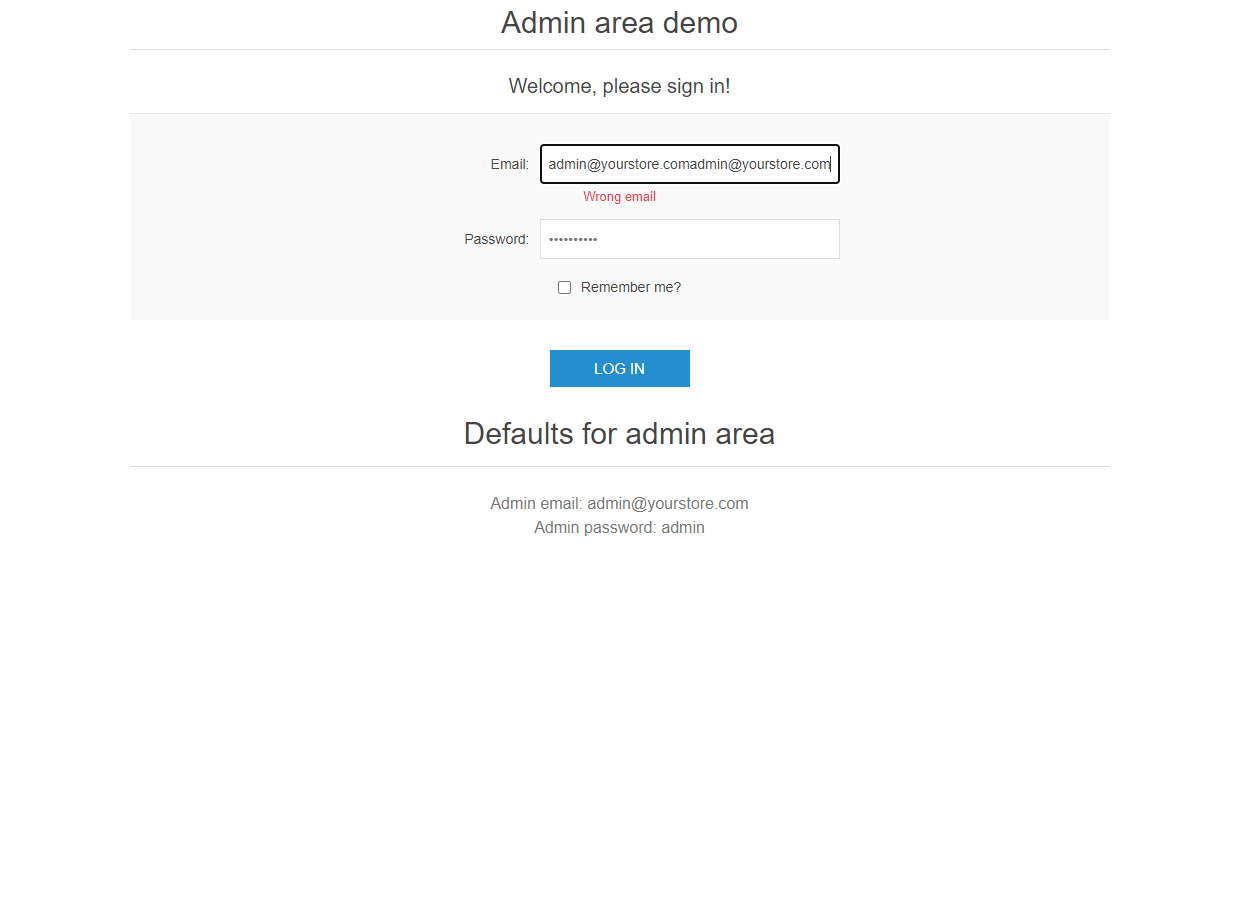 Admin area demo
Welcome, please sign in!
Email: admin@yourstore.comadmin@yourstore.com
Wrong email
Password: ••••••••••
Remember me?
LOG IN
Defaults for admin area
Admin email: admin@yourstore.com
Admin password: admin